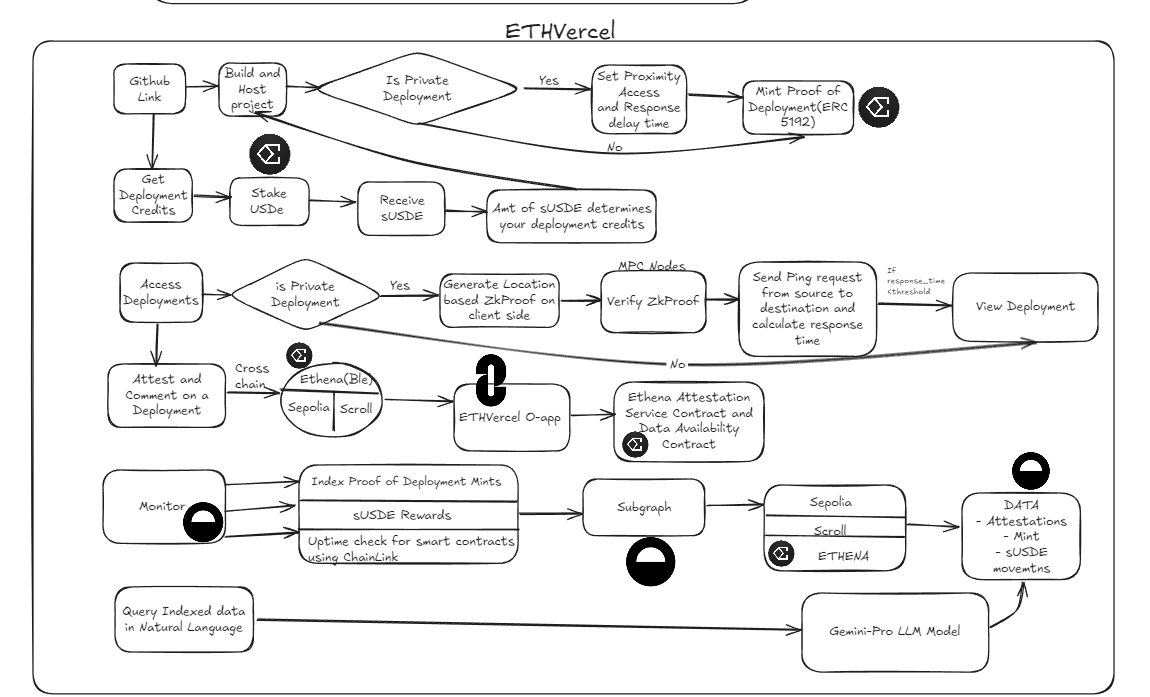 ETHVercel
Github
Link
Build and
Host
project
Is Private
Deployment
Yes
Set Proximity
Access
and Response
delay time
Mint Proof of
Deployment(ERC
5192)
No
Get
Deployment
Credits
Stake
USDe
Receive
sUSDE
Amt of sUSDE determines
your deployment credits
Access
Deployments
is Private
Deployment
Yes
Generate Location
based ZkProof on
client side
MPC Nodes
Verify ZkProof
Send Ping request
from source to
destination and
calculate response
time
If
response_time
<threshold
View Deployment
No
Attest and
Comment on a
Deployment
Cross
chain
Ethena(Ble)
Sepolia
Scroll
ETHVercel O-app
Ethena Attestation
Service Contract and
Data Availability
Contract
Monitor
Index Proof of Deployment Mints
sUSDE Rewards
Uptime check for smart contracts
using ChainLink
Subgraph
Sepolia
Scroll
ETHENA
DATA
- Attestations
- Mint
- sUSDE
movemtns
Query Indexed data
in Natural Language
Gemini-Pro LLM Model